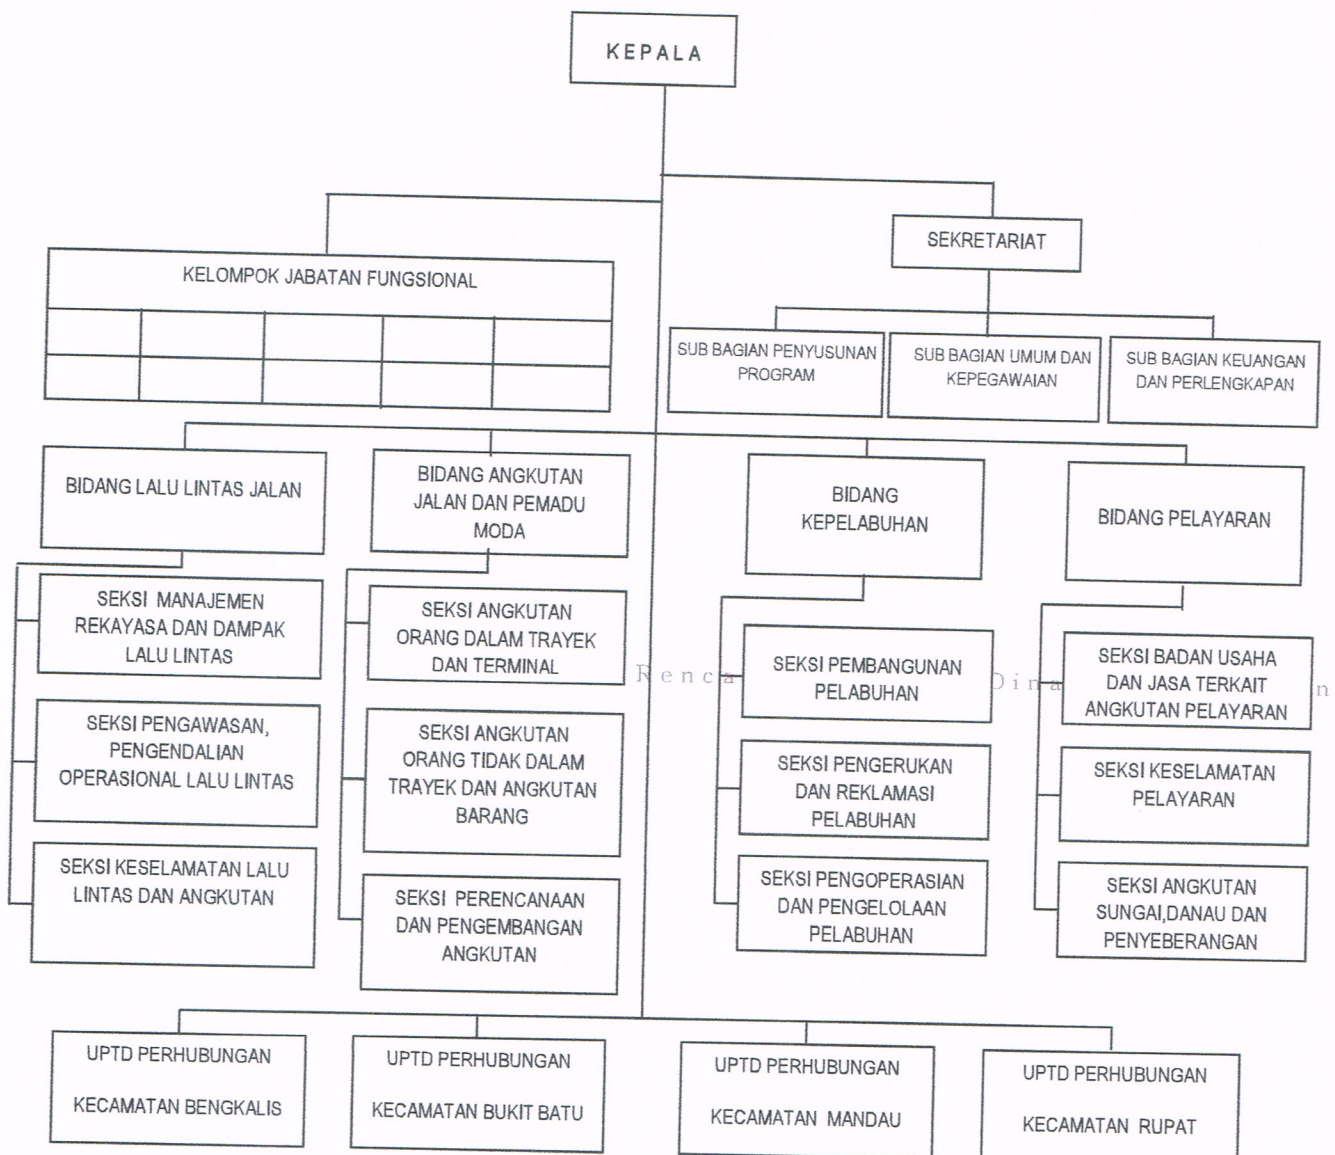 KEPALA
SEKRETARIAT
KELOMPOK JABATAN FUNGSIONAL
SUB BAGIAN PENYUSUNAN
PROGRAM
SUB BAGIAN UMUM DAN
KEPEGAWAIAN
SUB BAGIAN KEUANGAN
DAN PERLENGKAPAN
BIDANG LALU LINTAS JALAN
BIDANG ANGKUTAN
JALAN DAN PEMADU
MODA
BIDANG
KEPELABUHAN
BIDANG PELAYARAN
SEKSI MANAJEMEN
REKAYASA DAN DAMPAK
LALU LINTAS
SEKSI PENGAWASAN,
PENGENDALIAN
OPERASIONAL LALU LINTAS
SEKSI KESELAMATAN LALU
LINTAS DAN ANGKUTAN
SEKSI ANGKUTAN
ORANG DALAM TRAYEK
DAN TERMINAL
SEKSI ANGKUTAN
ORANG TIDAK DALAM
TRAYEK DAN ANGKUTAN
BARANG
SEKSI PERENCANAAN
DAN PENGEMBANGAN
ANGKUTAN
SEKSI PEMBANGUNAN
PELABUHAN
SEKSI PENGERUKAN
DAN REKLAMASI
PELABUHAN
SEKSI PENGOPERASIAN
DAN PENGELOLAAN
PELABUHAN
SEKSI BADAN USAHA
DAN JASA TERKAIT
ANGKUTAN PELAYARAN
SEKSI KESELAMATAN
PELAYARAN
SEKSI ANGKUTAN
SUNGAI,DANAU DAN
PENYEBERANGAN
UPTD PERHUBUNGAN
KECAMATAN BENGKALIS
UPTD PERHUBUNGAN
KECAMATAN BUKIT BATU
UPTD PERHUBUNGAN
KECAMATAN MANDAU
UPTD PERHUBUNGAN
KECAMATAN RUPAT